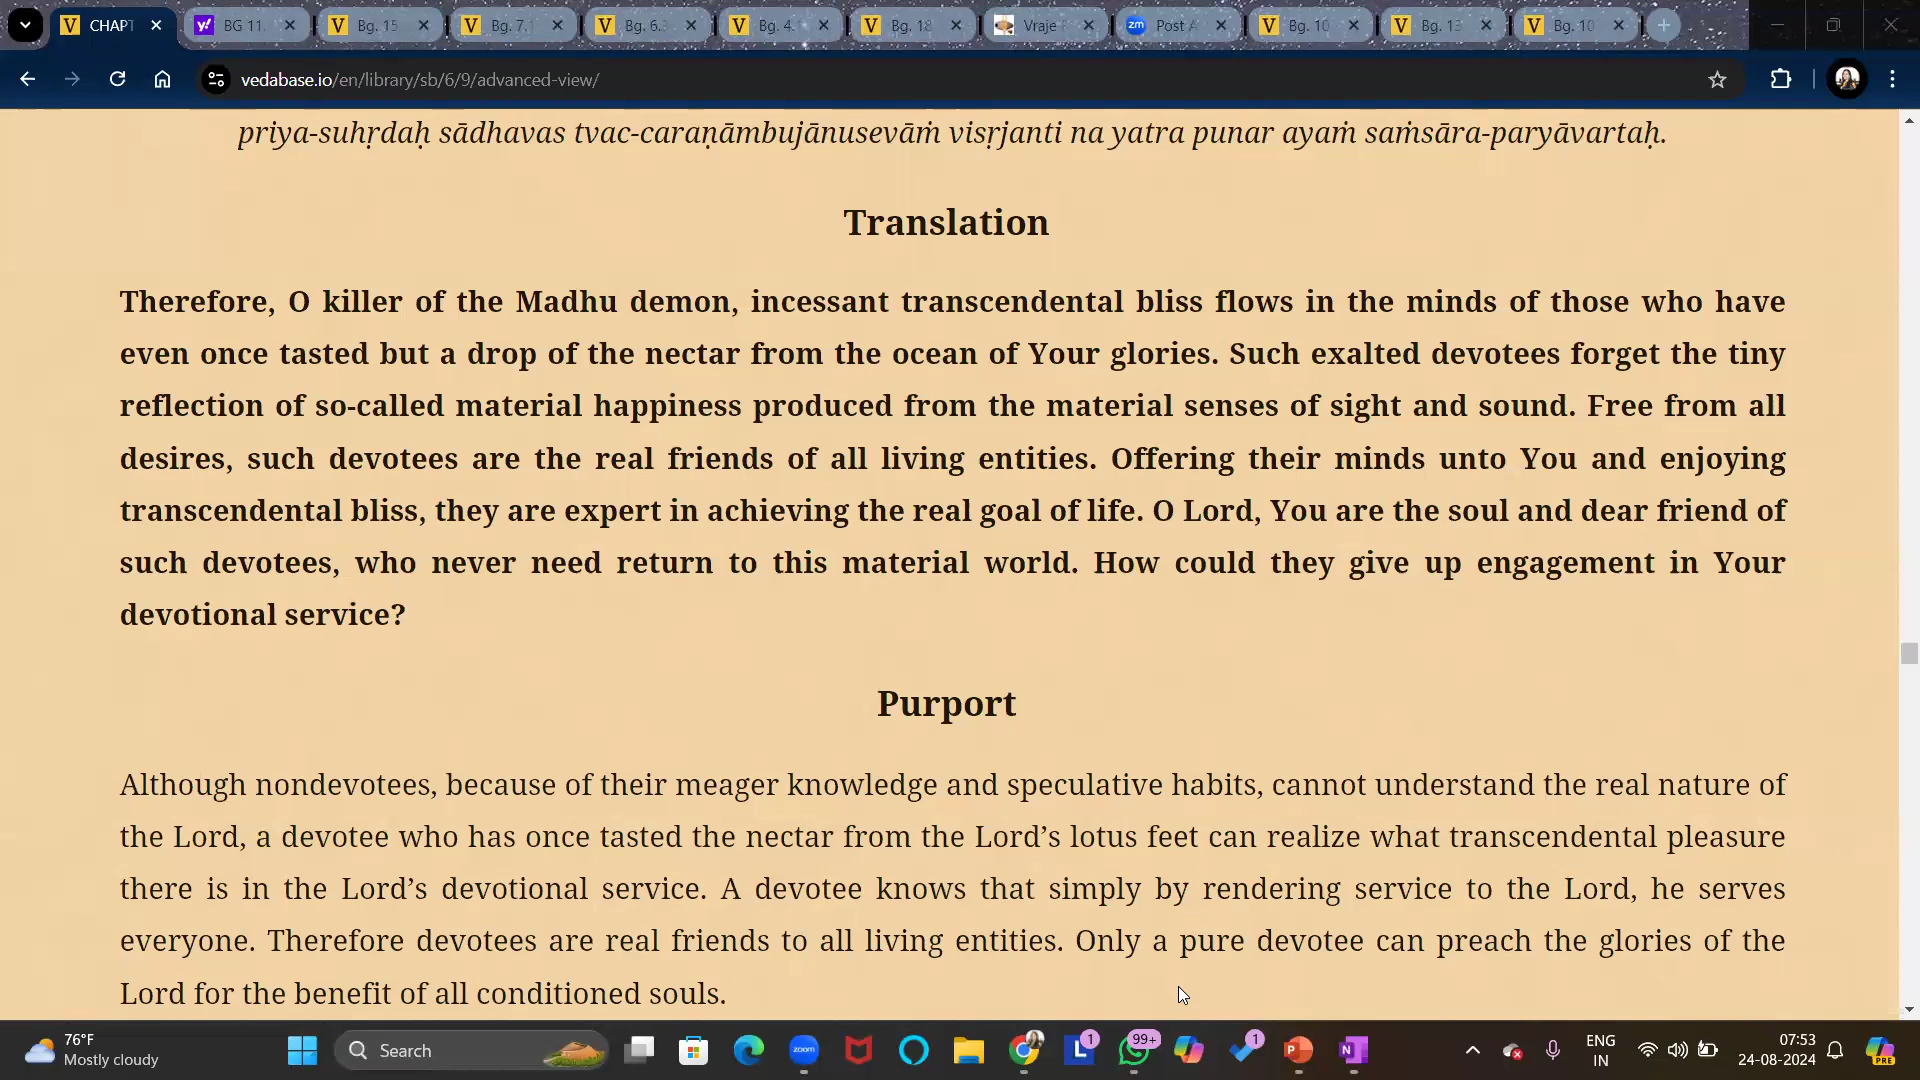 CHAPT
BG 11.
Bg. 15
Bg. 7.1
Bg. 6.3
Bg. 4.
Bg. 18
Vraje
zm
Post A
Bg. 10
Bg. 13
Bg. 10
vedabase.io/en/library/sb/6/9/advanced-view/
priya-suhṛdaḥ sādhavas tvac-caraṇāmbujānusevāṁ visṛjanti na yatra punar ayaṁ saṁsāra-paryāvartaḥ.
Translation
Therefore, O killer of the Madhu demon, incessant transcendental bliss flows in the minds of those who have
even once tasted but a drop of the nectar from the ocean of Your glories. Such exalted devotees forget the tiny
reflection of so-called material happiness produced from the material senses of sight and sound. Free from all
desires, such devotees are the real friends of all living entities. Offering their minds unto You and enjoying
transcendental bliss, they are expert in achieving the real goal of life. O Lord, You are the soul and dear friend of
such devotees, who never need return to this material world. How could they give up engagement in Your
devotional service?
Purport
Although nondevotees, because of their meager knowledge and speculative habits, cannot understand the real nature of
the Lord, a devotee who has once tasted the nectar from the Lord’s lotus feet can realize what transcendental pleasure
there is in the Lord’s devotional service. A devotee knows that simply by rendering service to the Lord, he serves
everyone. Therefore devotees are real friends to all living entities. Only a pure devotee can preach the glories of the
Lord for the benefit of all conditioned souls.
76°F
Mostly cloudy
Search
zoom
1
99+
1
ENG
IN
07:53
24-08-2024
PRE